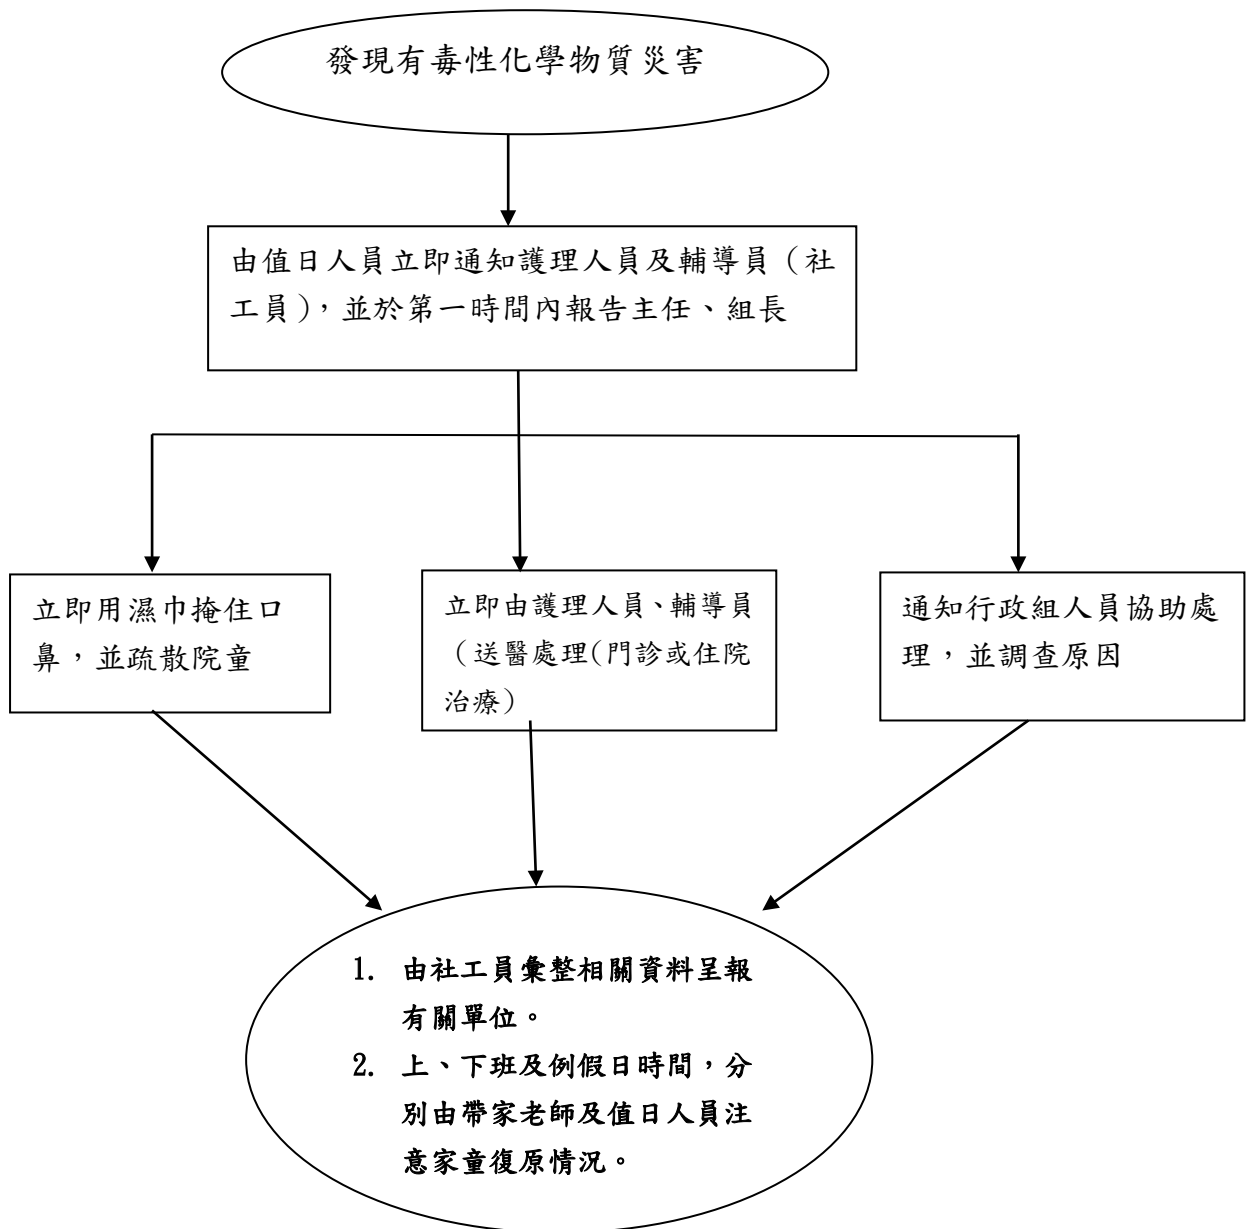 發現有毒性化學物質災害
由值日人員立即通知護理人員及輔導員（社
工員），並於第一時間內報告主任、組長
立即用濕巾掩住口
鼻，並疏散院童
立即由護理人員、輔導員
（送醫處理(門診或住院
治療）
通知行政組人員協助處
理，並調查原因
1. 由社工員彙整相關資料呈報
有關單位。
2. 上、下班及例假日時間，分
別由帶家老師及值日人員注
意家童復原情況。